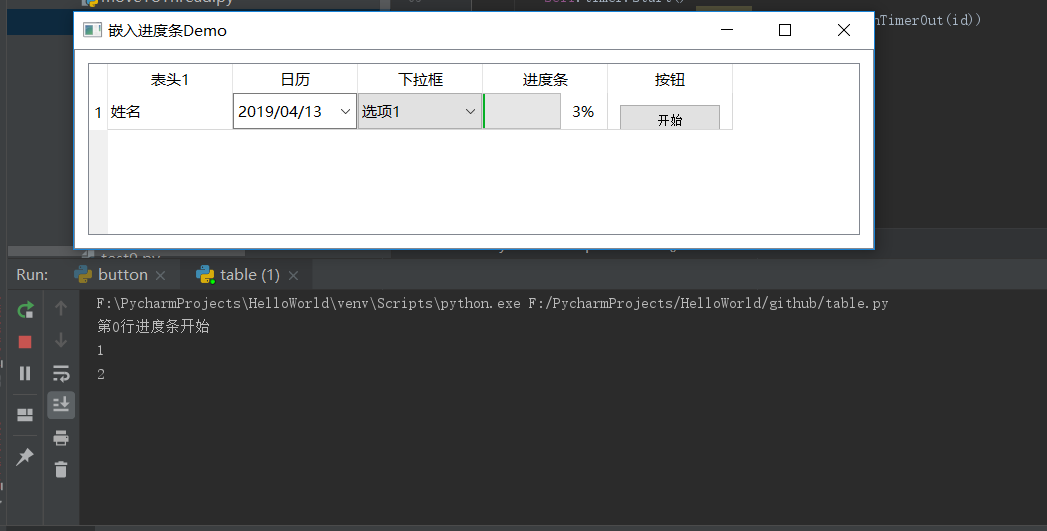 嵌入进度条Demo
nTimerOut(id))
表头1 日历 下拉框 进度条 按钮
1 姓名 2019/04/13 选项1 3% 开始
Run: button table (1)
F:\PycharmProjects\HelloWorld\venv\Scripts\python.exe F:/PycharmProjects/HelloWorld/github/table.py
第0行进度条开始
1
2